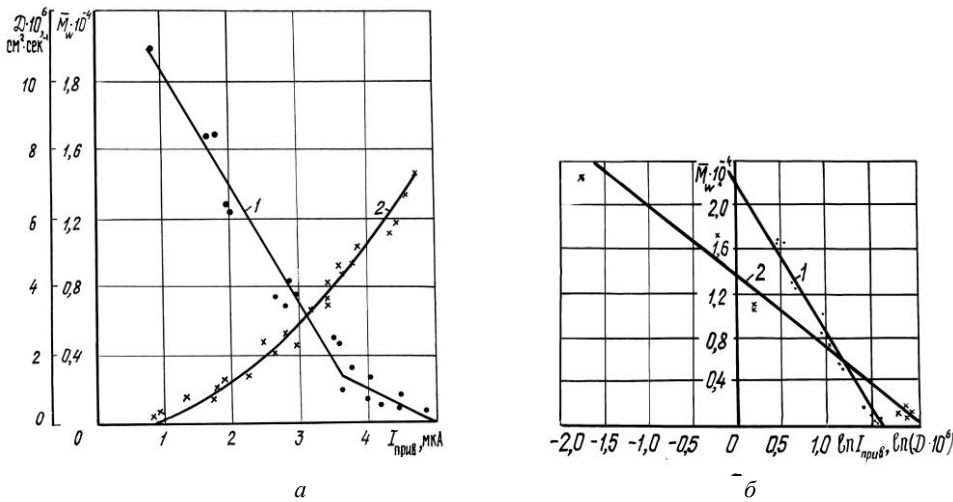 𝒟·10⁶, M̄w·10⁻⁴
см²·сек⁻¹
10 1,8
8 1,6
6 1,2
4 0,8
2 0,4
0 0
0 1 2 3 4 Iприв, мкА
1
2
а
M̄w·10⁻⁴
2,0
1,6
1,2
0,8
0,4
2
1
−2,0 −1,5 −1,0 −0,5 0 0,5 1,0 lnIприв, ln(𝒟·10⁶)
б